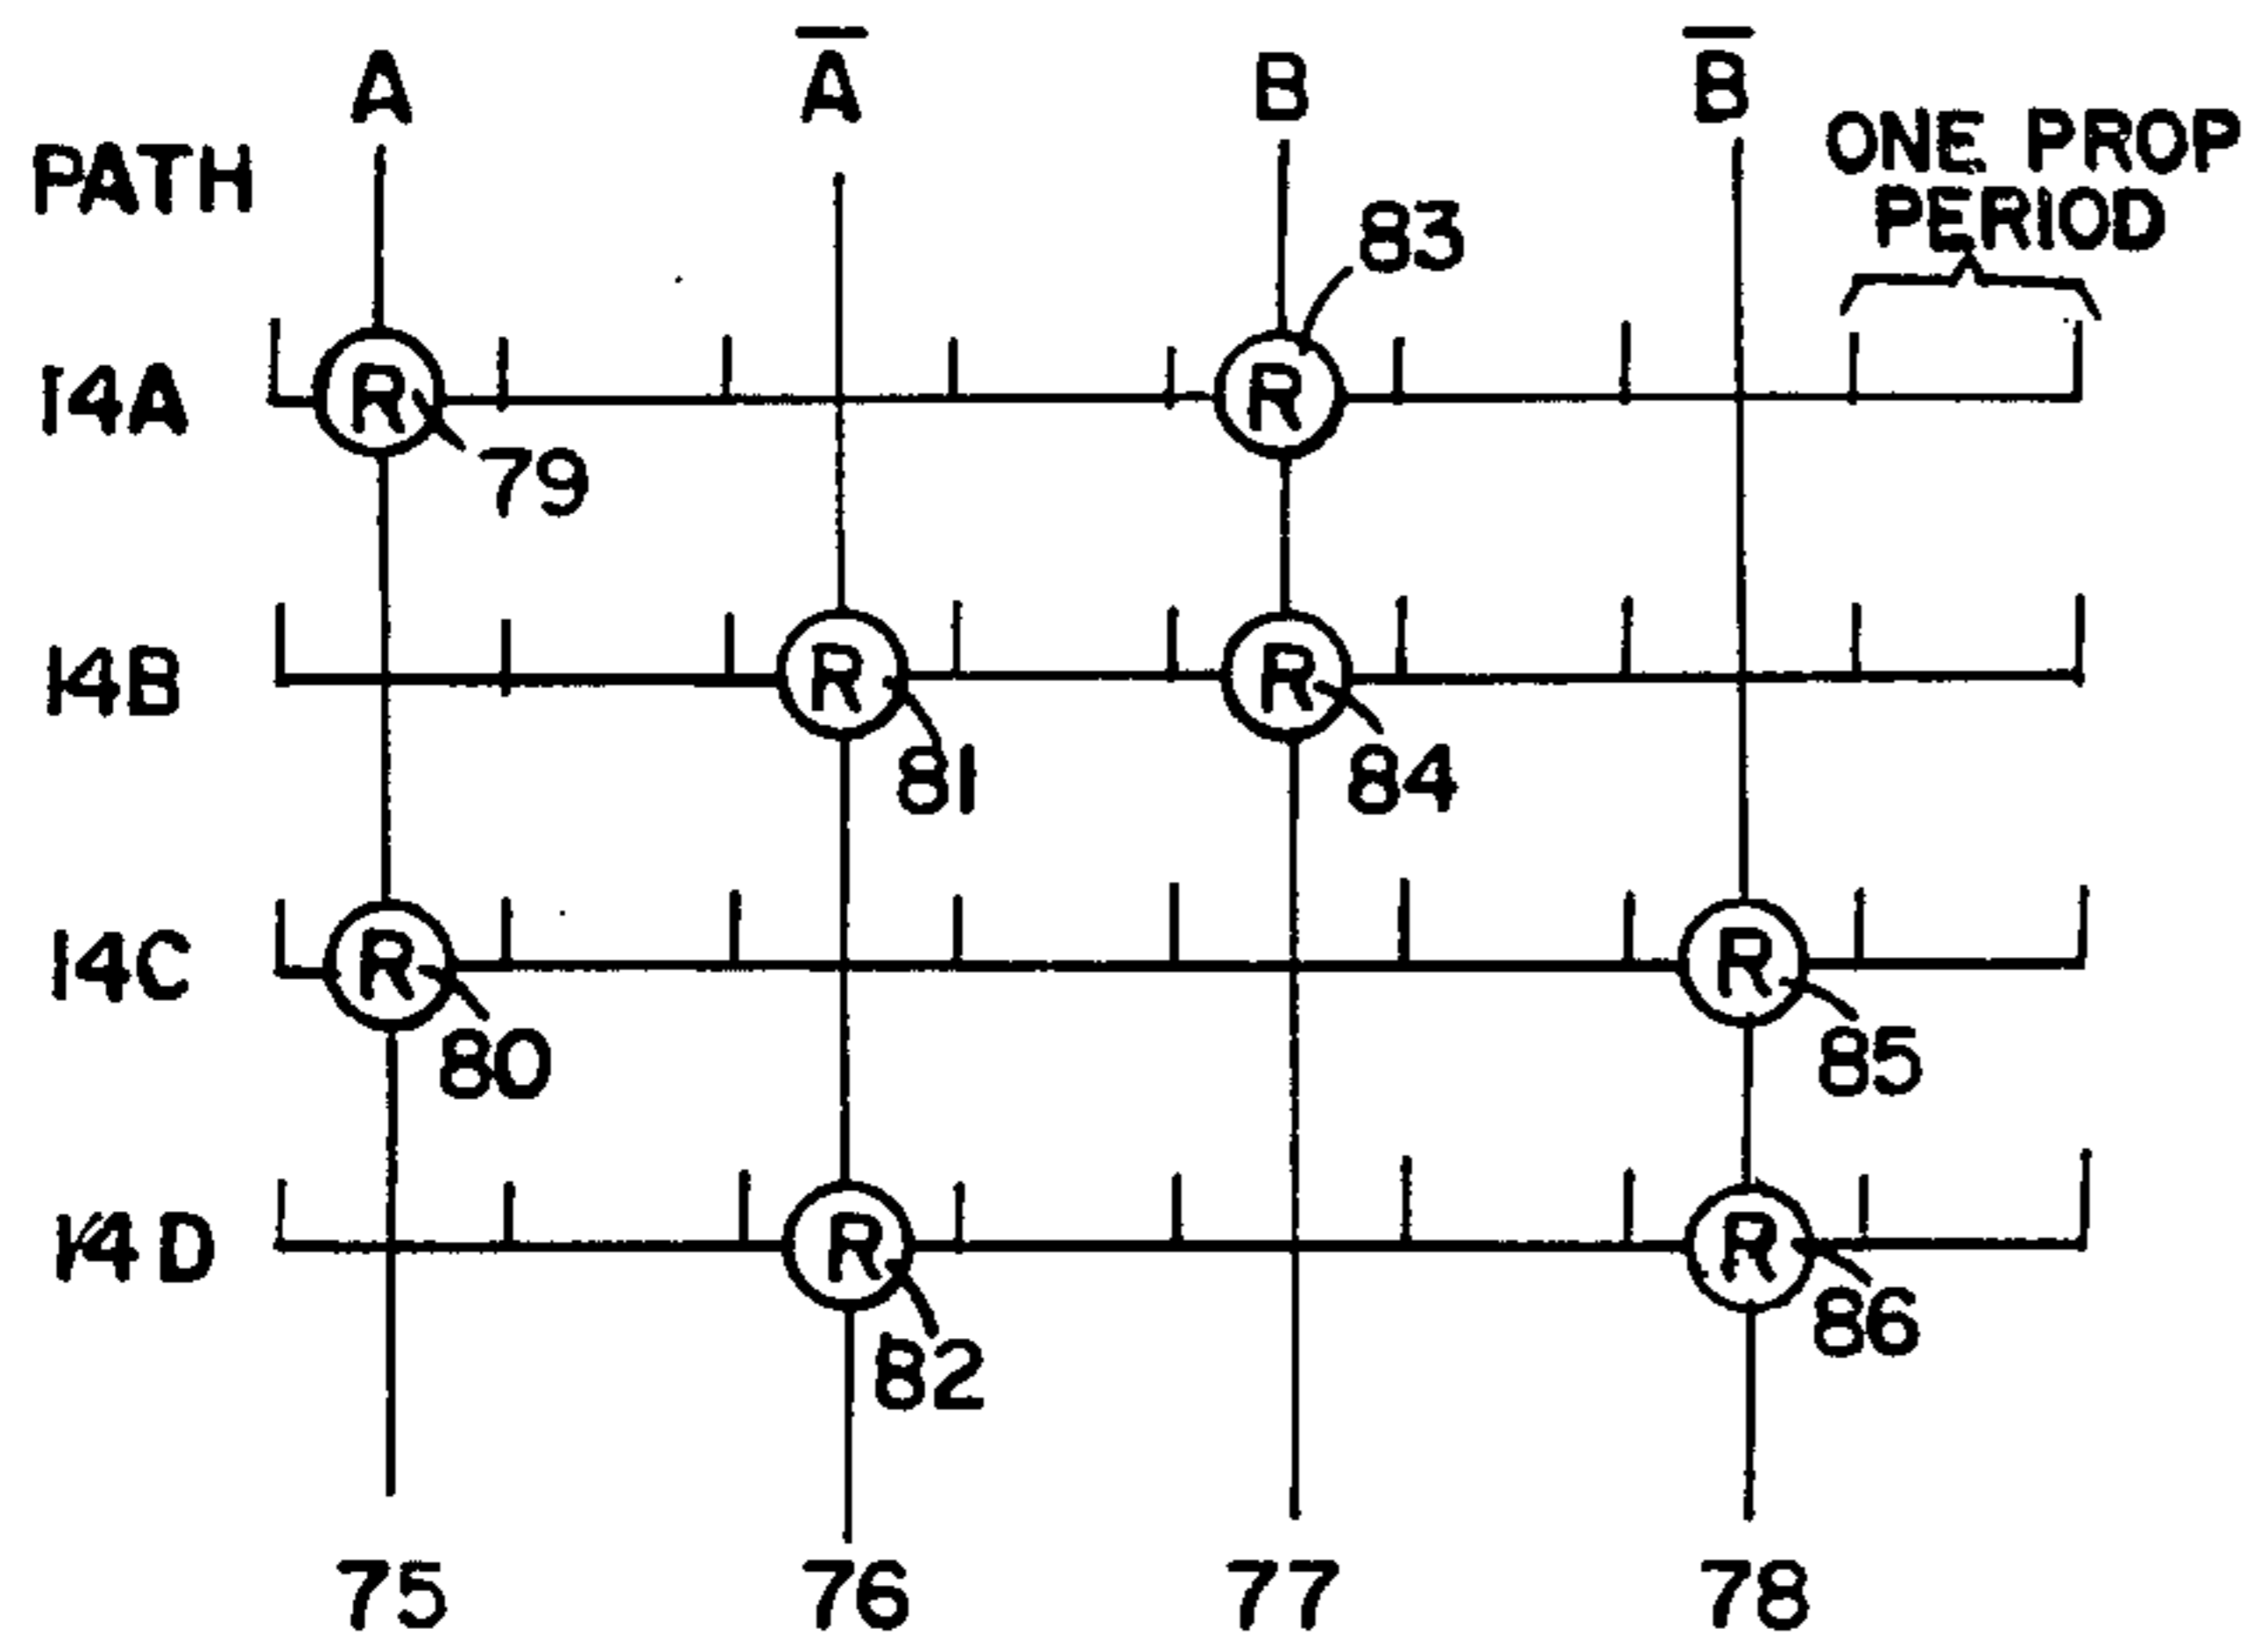 A A̅ B B̅
PATH
ONE PROP
PERIOD
83
14A R R
79
14B R R
81 84
14C R R
80 85
14D R R
82 86
75 76 77 78